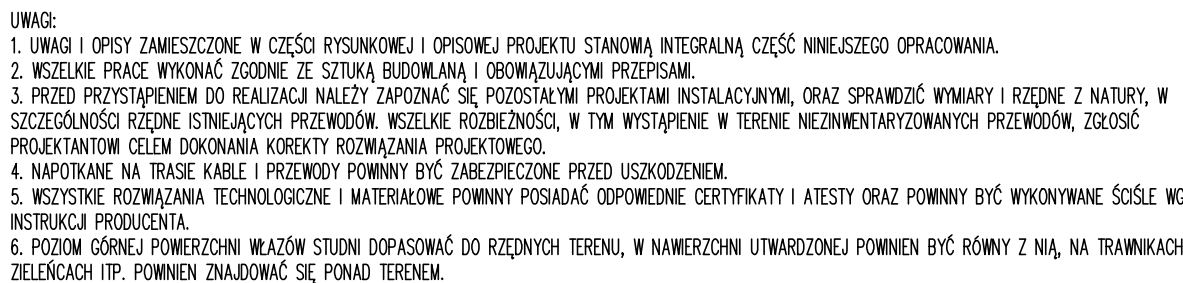 UWAGI:
1. UWAGI I OPISY ZAMIESZCZONE W CZĘŚCI RYSUNKOWEJ I OPISOWEJ PROJEKTU STANOWIĄ INTEGRALNĄ CZĘŚĆ NINIEJSZEGO OPRACOWANIA.
2. WSZELKIE PRACE WYKONAĆ ZGODNIE ZE SZTUKĄ BUDOWLANĄ I OBOWIĄZUJĄCYMI PRZEPISAMI.
3. PRZED PRZYSTĄPIENIEM DO REALIZACJI NALEŻY ZAPOZNAĆ SIĘ POZOSTAŁYMI PROJEKTAMI INSTALACYJNYMI, ORAZ SPRAWDZIĆ WYMIARY I RZĘDNE Z NATURY, W
SZCZEGÓLNOŚCI RZĘDNE ISTNIEJĄCYCH PRZEWODÓW. WSZELKIE ROZBIEŻNOŚCI, W TYM WYSTĄPIENIE W TERENIE NIEZINWENTARYZOWANYCH PRZEWODÓW, ZGŁOSIĆ
PROJEKTANTOWI CELEM DOKONANIA KOREKTY ROZWIĄZANIA PROJEKTOWEGO.
4. NAPOTKANE NA TRASIE KABLE I PRZEWODY POWINNY BYĆ ZABEZPIECZONE PRZED USZKODZENIEM.
5. WSZYSTKIE ROZWIĄZANIA TECHNOLOGICZNE I MATERIAŁOWE POWINNY POSIADAĆ ODPOWIEDNIE CERTYFIKATY I ATESTY ORAZ POWINNY BYĆ WYKONYWANE ŚCIŚLE WG
INSTRUKCJI PRODUCENTA.
6. POZIOM GÓRNEJ POWIERZCHNI WŁAZÓW STUDNI DOPASOWAĆ DO RZĘDNYCH TERENU, W NAWIERZCHNI UTWARDZONEJ POWINIEN BYĆ RÓWNY Z NIĄ, NA TRAWNIKACH
ZIELEŃCACH ITP. POWINIEN ZNAJDOWAĆ SIĘ PONAD TERENEM.